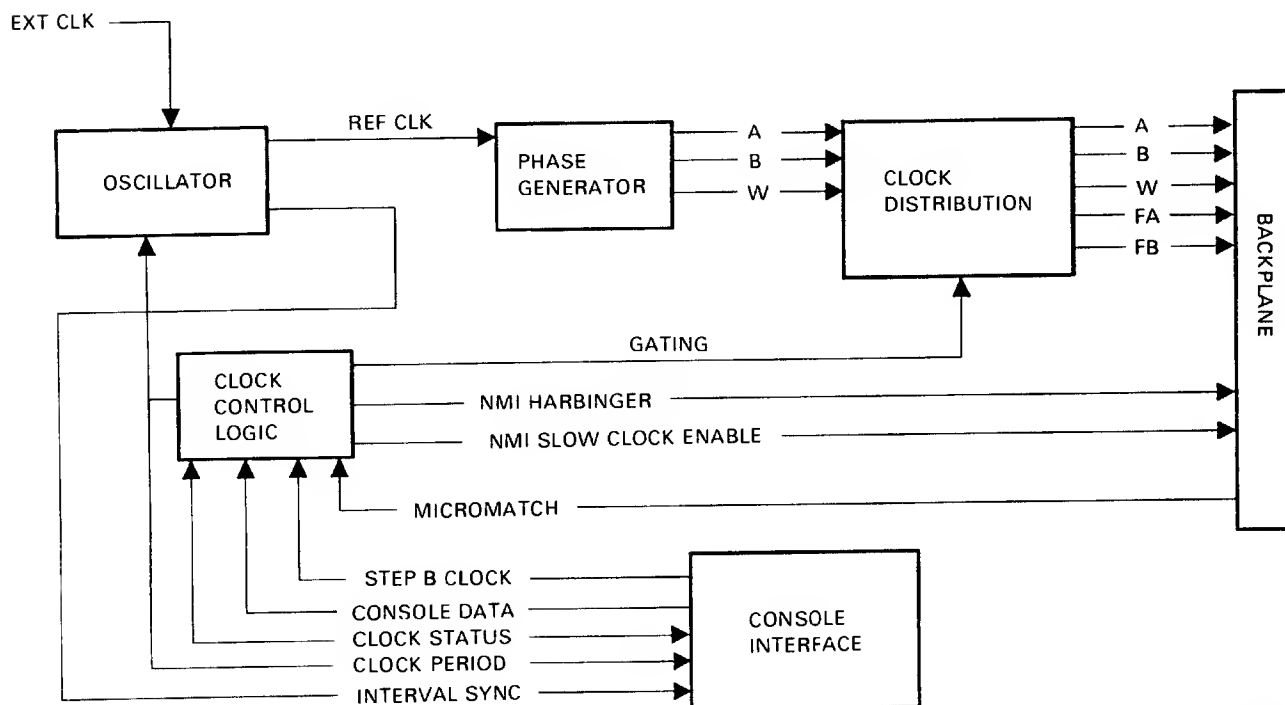 EXT CLK
OSCILLATOR
REF CLK
PHASE
GENERATOR
A
B
W
CLOCK
DISTRIBUTION
A
B
W
FA
FB
BACKPLANE
GATING
CLOCK
CONTROL
LOGIC
NMI HARBINGER
NMI SLOW CLOCK ENABLE
MICROMATCH
STEP B CLOCK
CONSOLE DATA
CLOCK STATUS
CLOCK PERIOD
INTERVAL SYNC
CONSOLE
INTERFACE